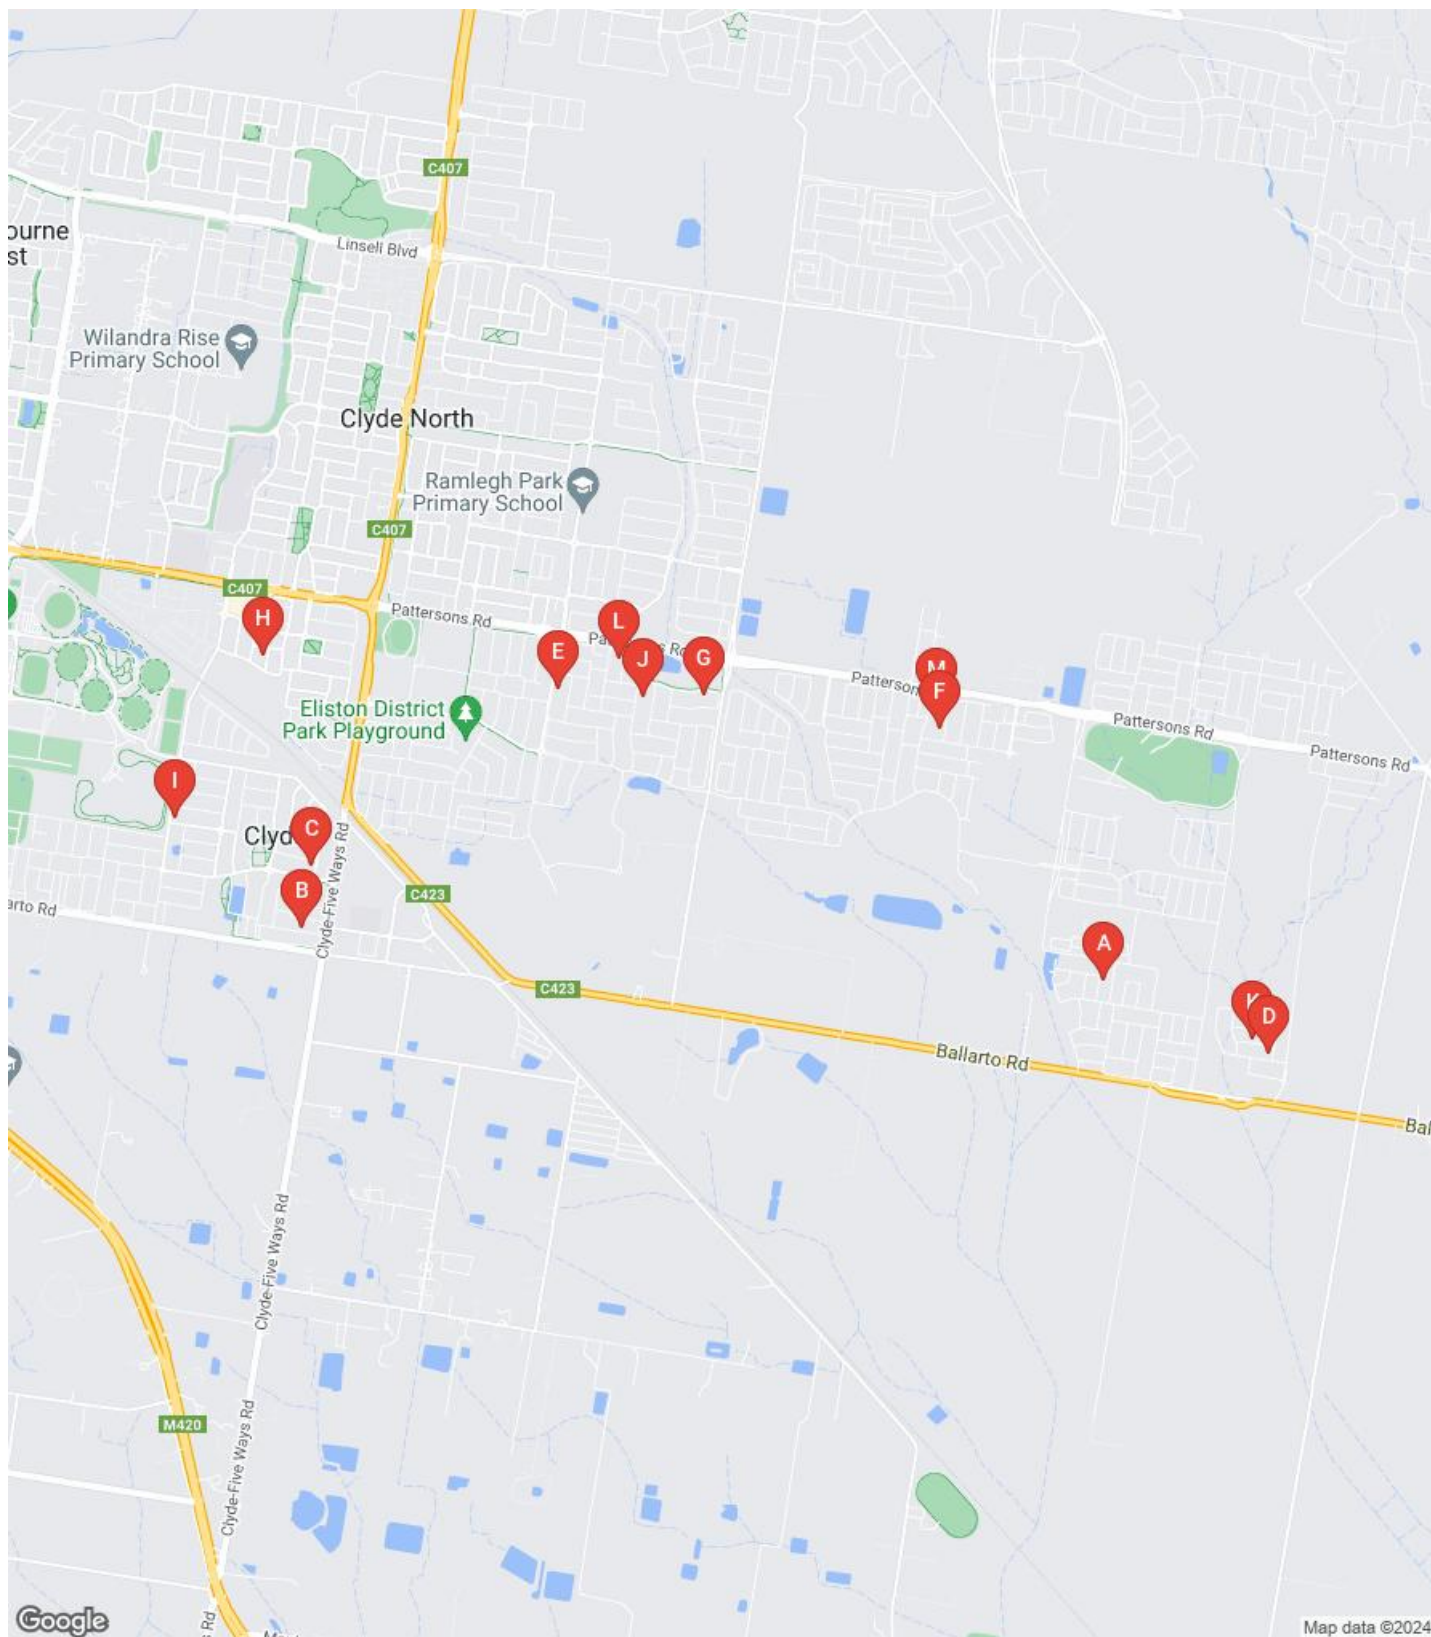 C407
ourne
st
Linsell Blvd
Wilandra Rise
Primary School
Clyde North
Ramlegh Park
Primary School
C407
C407
H
Pattersons Rd
L
E
J
G
M
F
Eliston District
Park Playground
Pattersons Rd
Pattersons Rd
I
C
Clyde-Five Ways Rd
B
C423
arto Rd
A
C423
K
D
Ballarto Rd
Bal
Clyde-Five Ways Rd
M420
Clyde-Five Ways Rd
s Rd
Google
Map data ©2024